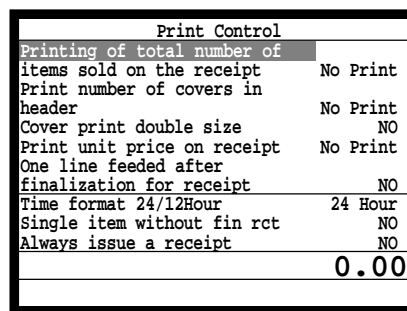 Print Control
Printing of total number of
items sold on the receipt No Print
Print number of covers in
header No Print
Cover print double size NO
Print unit price on receipt No Print
One line feeded after
finalization for receipt NO
Time format 24/12Hour 24 Hour
Single item without fin rct NO
Always issue a receipt NO
0.00